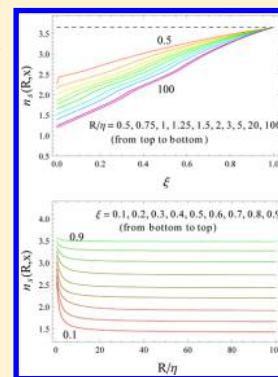 3.5
3.0
2.5
2.0
1.5
1.0
0.5
n_s(R,x)
0.5
100
R/η = 0.5, 0.75, 1, 1.25, 1.5, 2, 3, 5, 20, 100
(from top to bottom)
0.0 0.2 0.4 0.6 0.8 1.0
ξ
4.0
3.5
3.0
2.5
2.0
1.5
n_s(R,x)
ξ = 0.1, 0.2, 0.3, 0.4, 0.5, 0.6, 0.7, 0.8, 0.9
(from bottom to top)
0.9
0.1
0 20 40 60 80 100
R/η